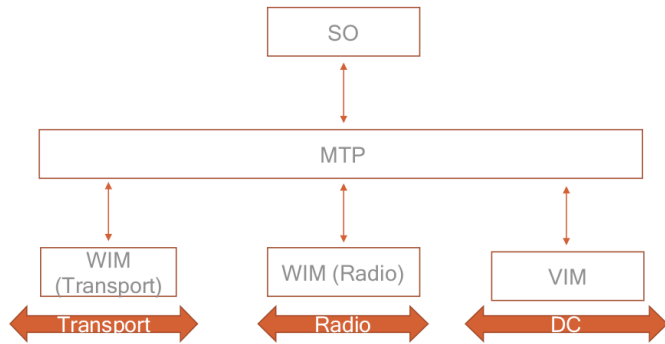 SO
MTP
WIM
(Transport)
WIM (Radio)
VIM
Transport
Radio
DC